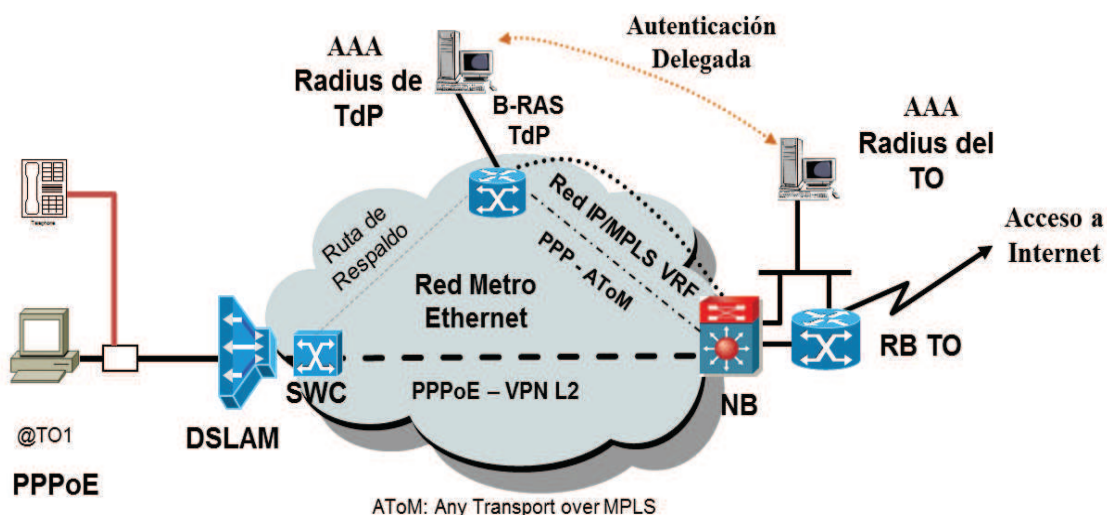 AAA
Radius de
TdP
Autenticación
Delegada
B-RAS
TdP
AAA
Radius del
TO
Acceso a
Internet
Telephone
Ruta de
Respaldo
Red IP/MPLS VRF
PPP - AToM
Red Metro
Ethernet
SWC
PPPoE – VPN L2
NB
RB TO
DSLAM
@TO1
PPPoE
AToM: Any Transport over MPLS